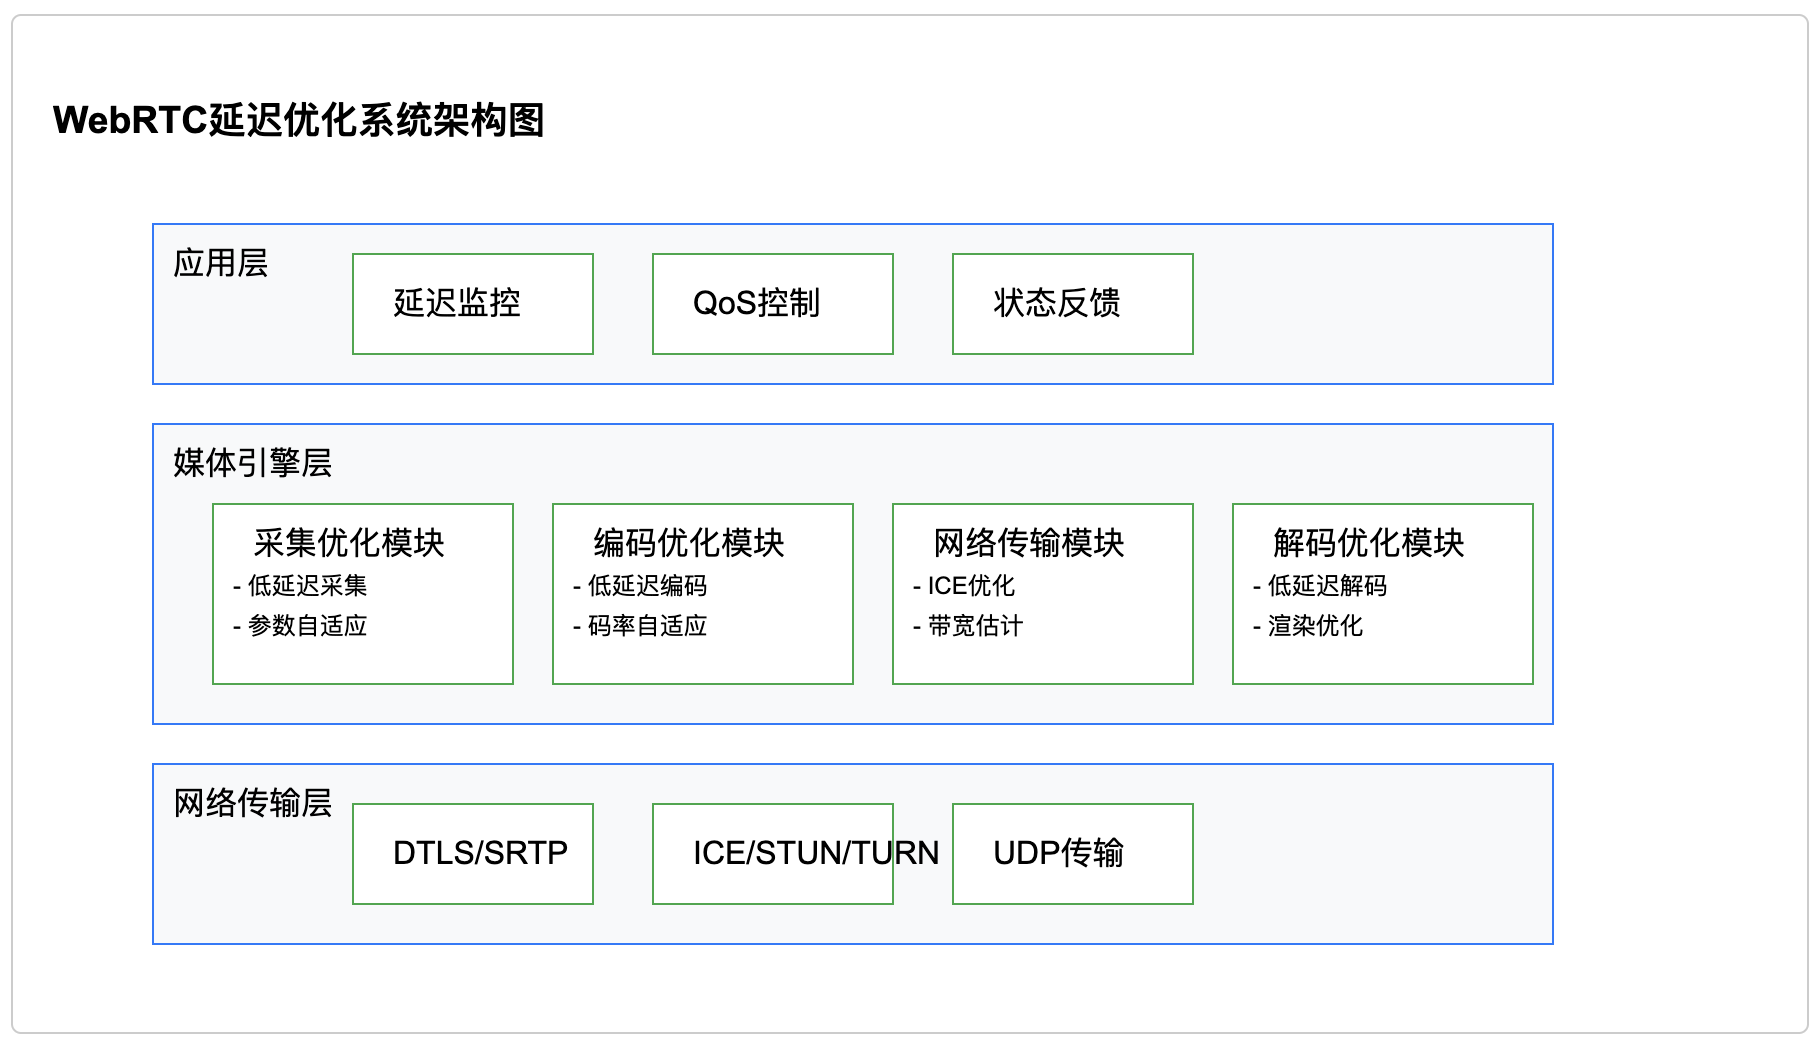 WebRTC延迟优化系统架构图
应用层
延迟监控
QoS控制
状态反馈
媒体引擎层
采集优化模块
- 低延迟采集
- 参数自适应
编码优化模块
- 低延迟编码
- 码率自适应
网络传输模块
- ICE优化
- 带宽估计
解码优化模块
- 低延迟解码
- 渲染优化
网络传输层
DTLS/SRTP
ICE/STUN/TURN
UDP传输